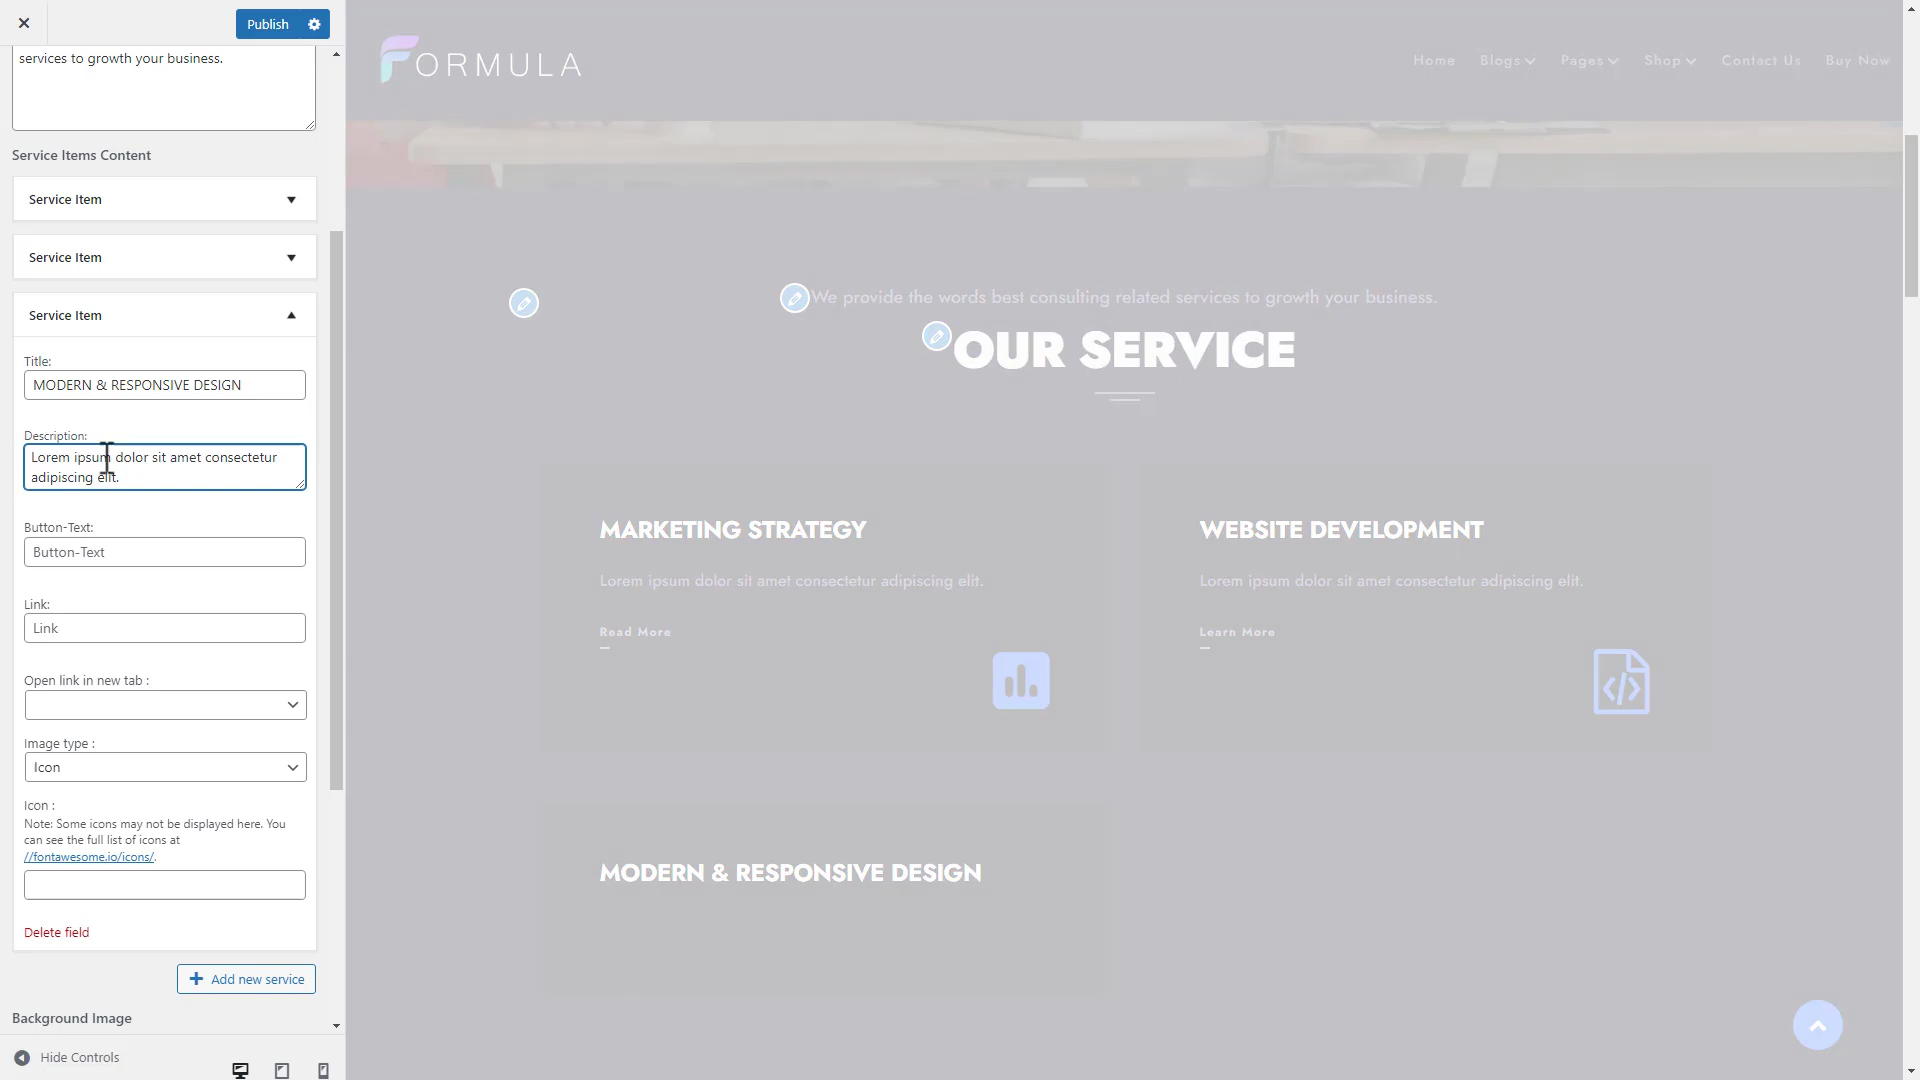 Publish
services to growth your business.
Service Items Content
Service Item
Service Item
Service Item
Title:
MODERN & RESPONSIVE DESIGN
Description:
Lorem ipsum dolor sit amet consectetur
adipiscing elit.
Button-Text:
Button-Text
Link:
Link
Open link in new tab :
Image type :
Icon
Icon :
Note: Some icons may not be displayed here. You
can see the full list of icons at
//fontawesome.io/icons/.
Delete field
Add new service
Background Image
Hide Controls
FORMULA
Home Blogs Pages Shop Contact Us Buy Now
We provide the words best consulting related services to growth your business.
OUR SERVICE
MARKETING STRATEGY
Lorem ipsum dolor sit amet consectetur adipiscing elit.
Read More
WEBSITE DEVELOPMENT
Lorem ipsum dolor sit amet consectetur adipiscing elit.
Learn More
MODERN & RESPONSIVE DESIGN